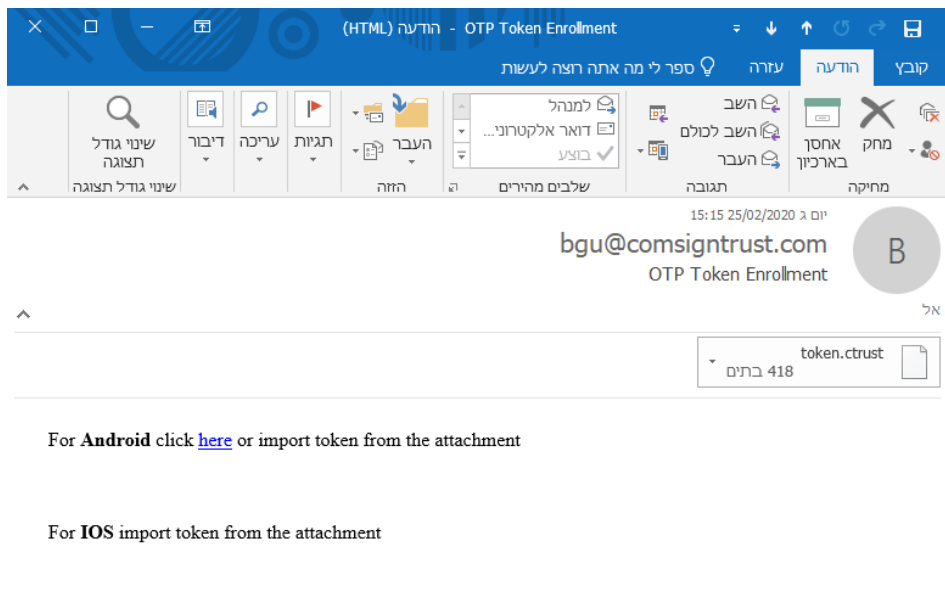 OTP Token Enrollment - הודעה (HTML)
קובץ
הודעה
עזרה
ספר לי מה אתה רוצה לעשות
מחק
אחסן בארכיון
מחיקה
השב
השב לכולם
העבר
תגובה
למנהל
דואר אלקטרוני...
בוצע
שלבים מהירים
העבר
הזזה
תגיות
עריכה
דיבור
שינוי גודל תצוגה
שינוי גודל תצוגה
יום ג 25/02/2020 15:15
bgu@comsigntrust.com
B
OTP Token Enrollment
אל
token.ctrust
418 בתים
For Android click here or import token from the attachment
For IOS import token from the attachment